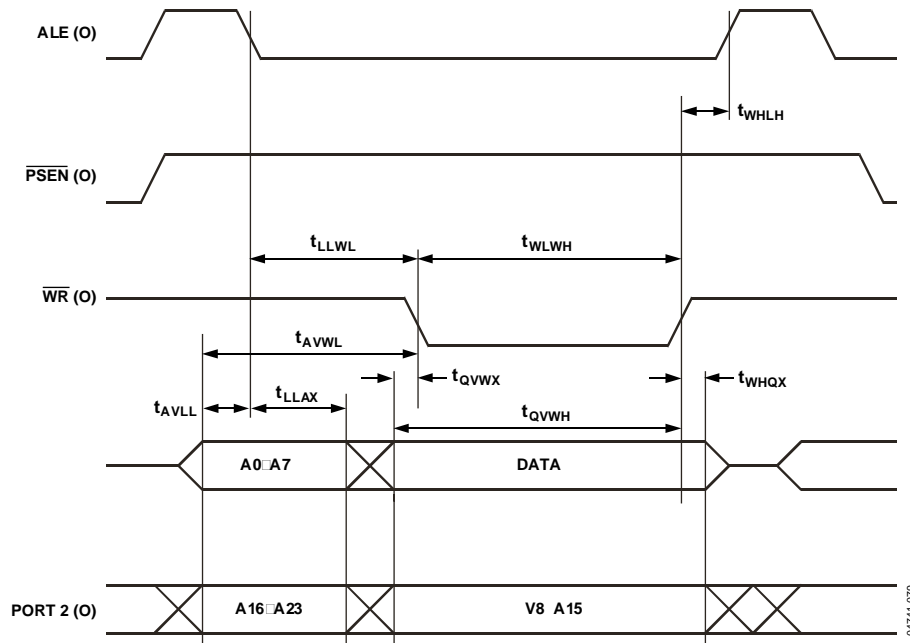 ALE (O)
tWHLH
PSEN (O)
tLLWL
tWLWH
WR (O)
tAVWL
tQVWX
tWHQX
tAVLL
tLLAX
tQVWH
A0□A7
DATA
PORT 2 (O)
A16□A23
V8 A15